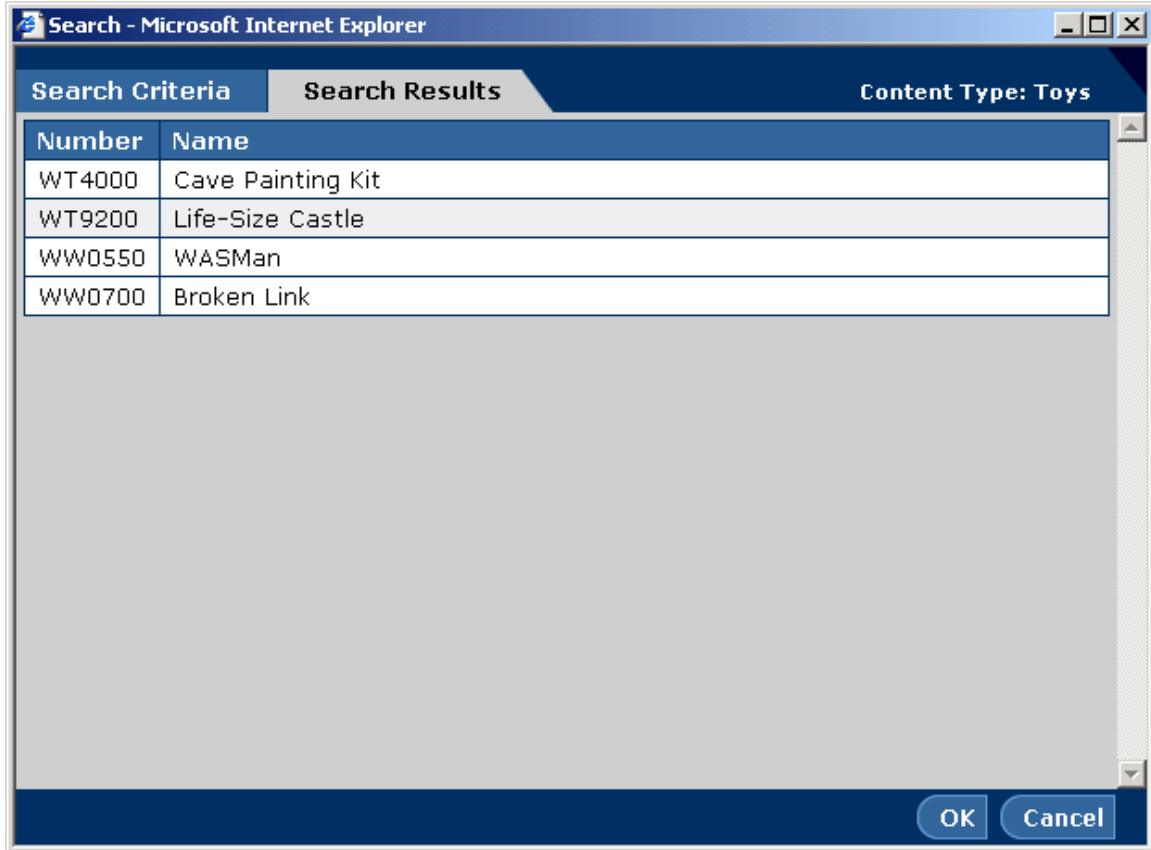 Search - Microsoft Internet Explorer
Search Criteria Search Results Content Type: Toys
Number Name
WT4000 Cave Painting Kit
WT9200 Life-Size Castle
WW0550 WASMan
WW0700 Broken Link
OK Cancel